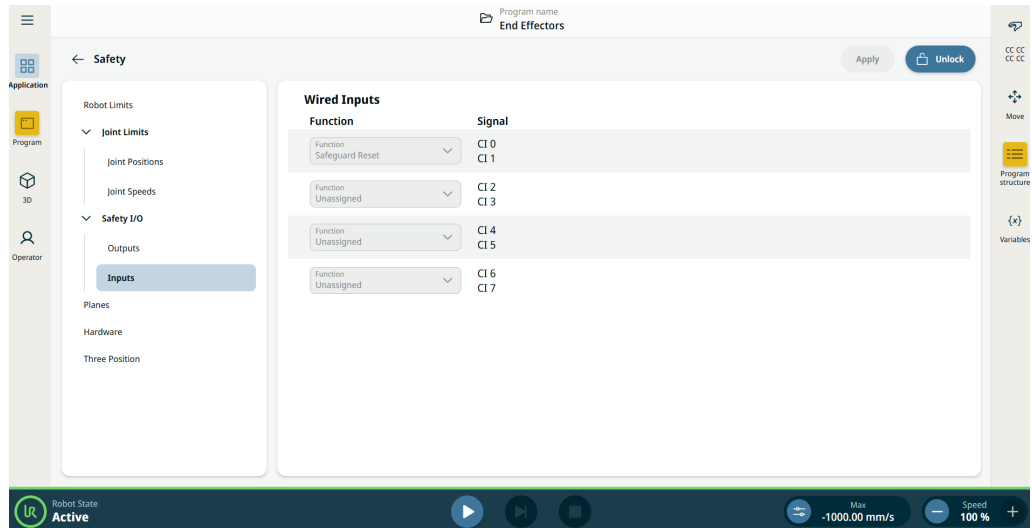 Program name
End Effectors
Safety
Apply
Unlock
Application
Program
3D
Operator
Robot Limits
Joint Limits
Joint Positions
Joint Speeds
Safety I/O
Outputs
Inputs
Planes
Hardware
Three Position
Wired Inputs
Function Signal
Function
Safeguard Reset
CI 0
CI 1
Function
Unassigned
CI 2
CI 3
Function
Unassigned
CI 4
CI 5
Function
Unassigned
CI 6
CI 7
CC CC
CC CC
Move
Program
structure
{x}
Variables
UR
Robot State
Active
Max
-1000.00 mm/s
Speed
100 %